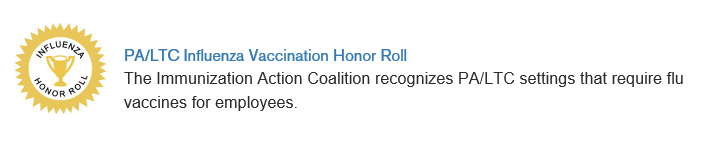 INFLUENZA
HONOR ROLL
PA/LTC Influenza Vaccination Honor Roll
The Immunization Action Coalition recognizes PA/LTC settings that require flu
vaccines for employees.